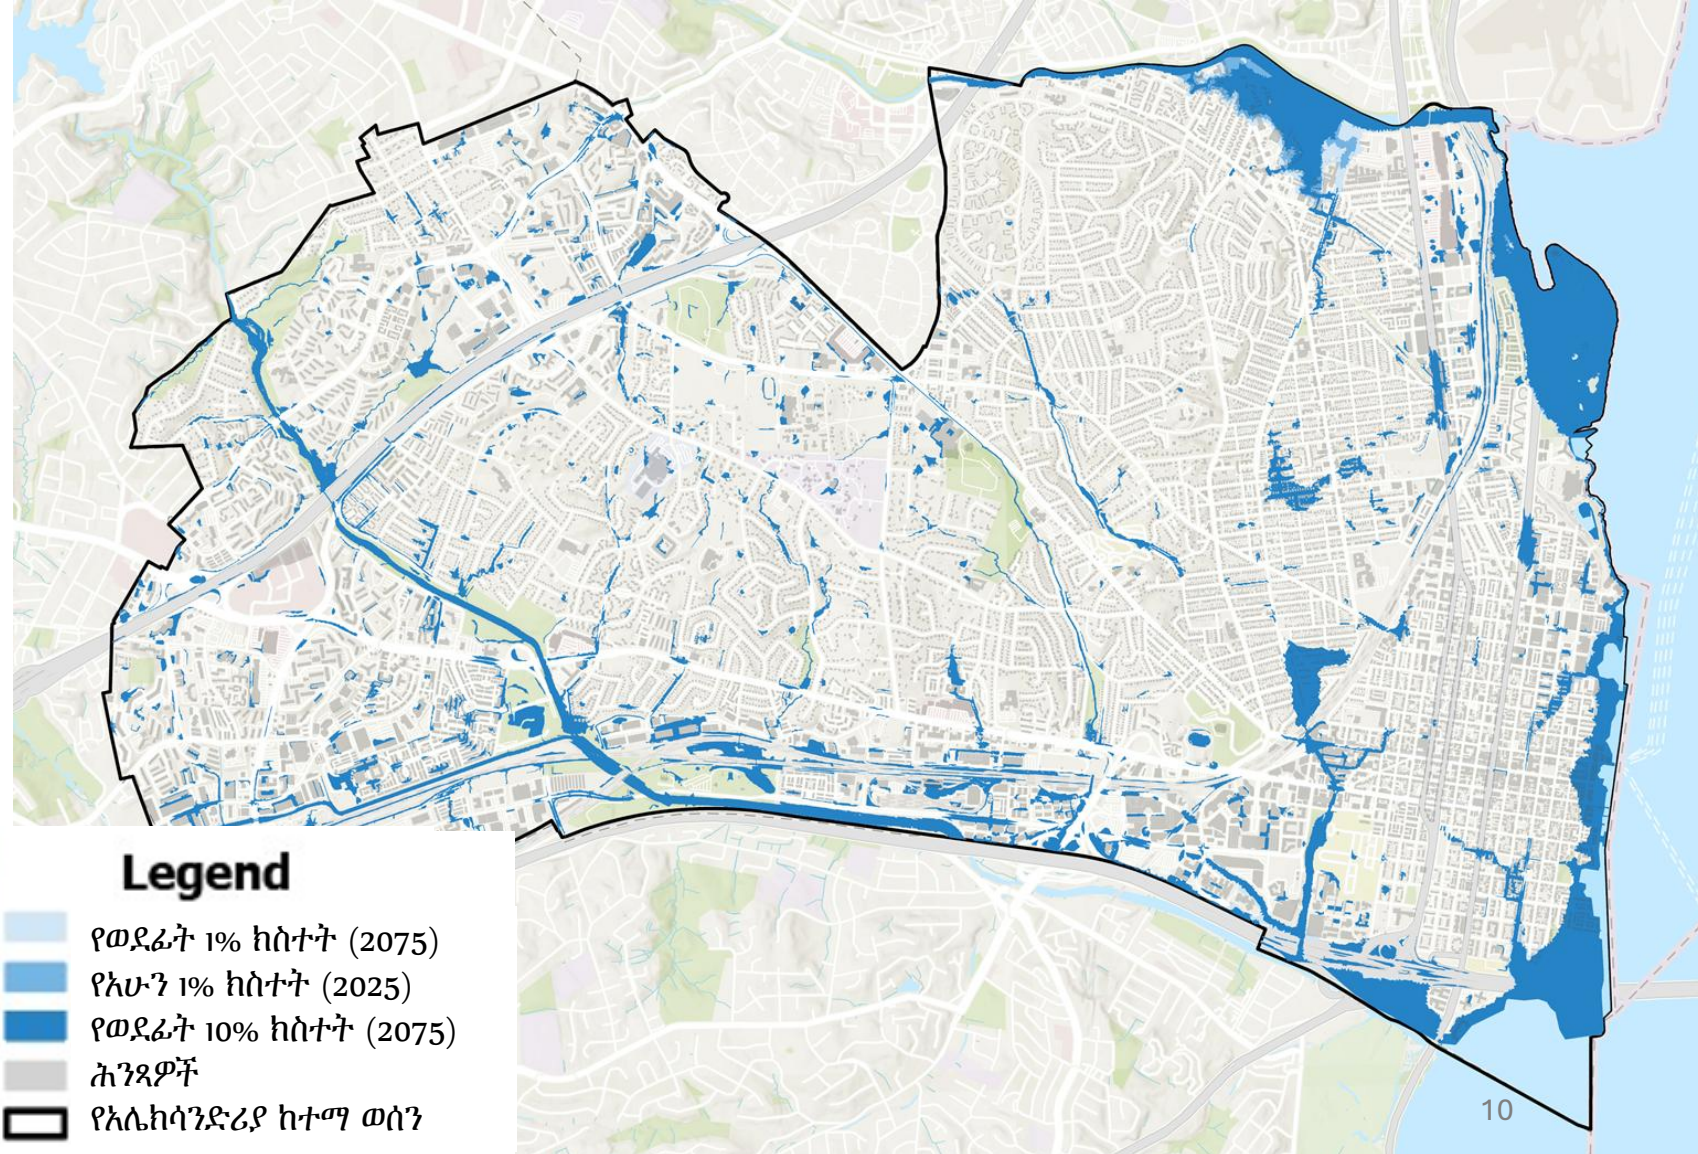 Legend
የወደፊት 1% ክስተት (2075)
የአሁን 1% ክስተት (2025)
የወደፊት 10% ክስተት (2075)
ሕንጻዎች
የአሌክሳንድሪያ ከተማ ወሰን
10